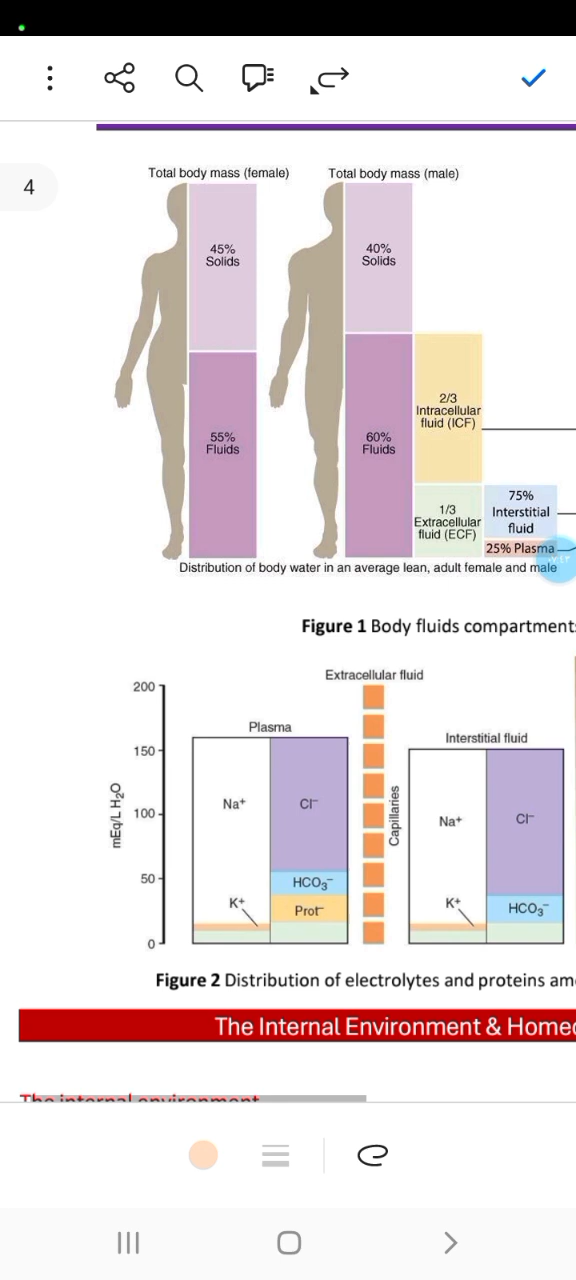 4
Total body mass (female)
Total body mass (male)
45%
Solids
40%
Solids
55%
Fluids
60%
Fluids
2/3
Intracellular
fluid (ICF)
1/3
Extracellular
fluid (ECF)
75%
Interstitial
fluid
25% Plasma
Distribution of body water in an average lean, adult female and male
Figure 1 Body fluids compartment
Extracellular fluid
200
150
100
50
0
mEq/L H₂O
Plasma
Na⁺
Cl⁻
HCO₃⁻
Prot⁻
K⁺
Capillaries
Interstitial fluid
Na⁺
Cl⁻
K⁺
HCO₃⁻
Figure 2 Distribution of electrolytes and proteins am
The Internal Environment & Homeo
The internal environment